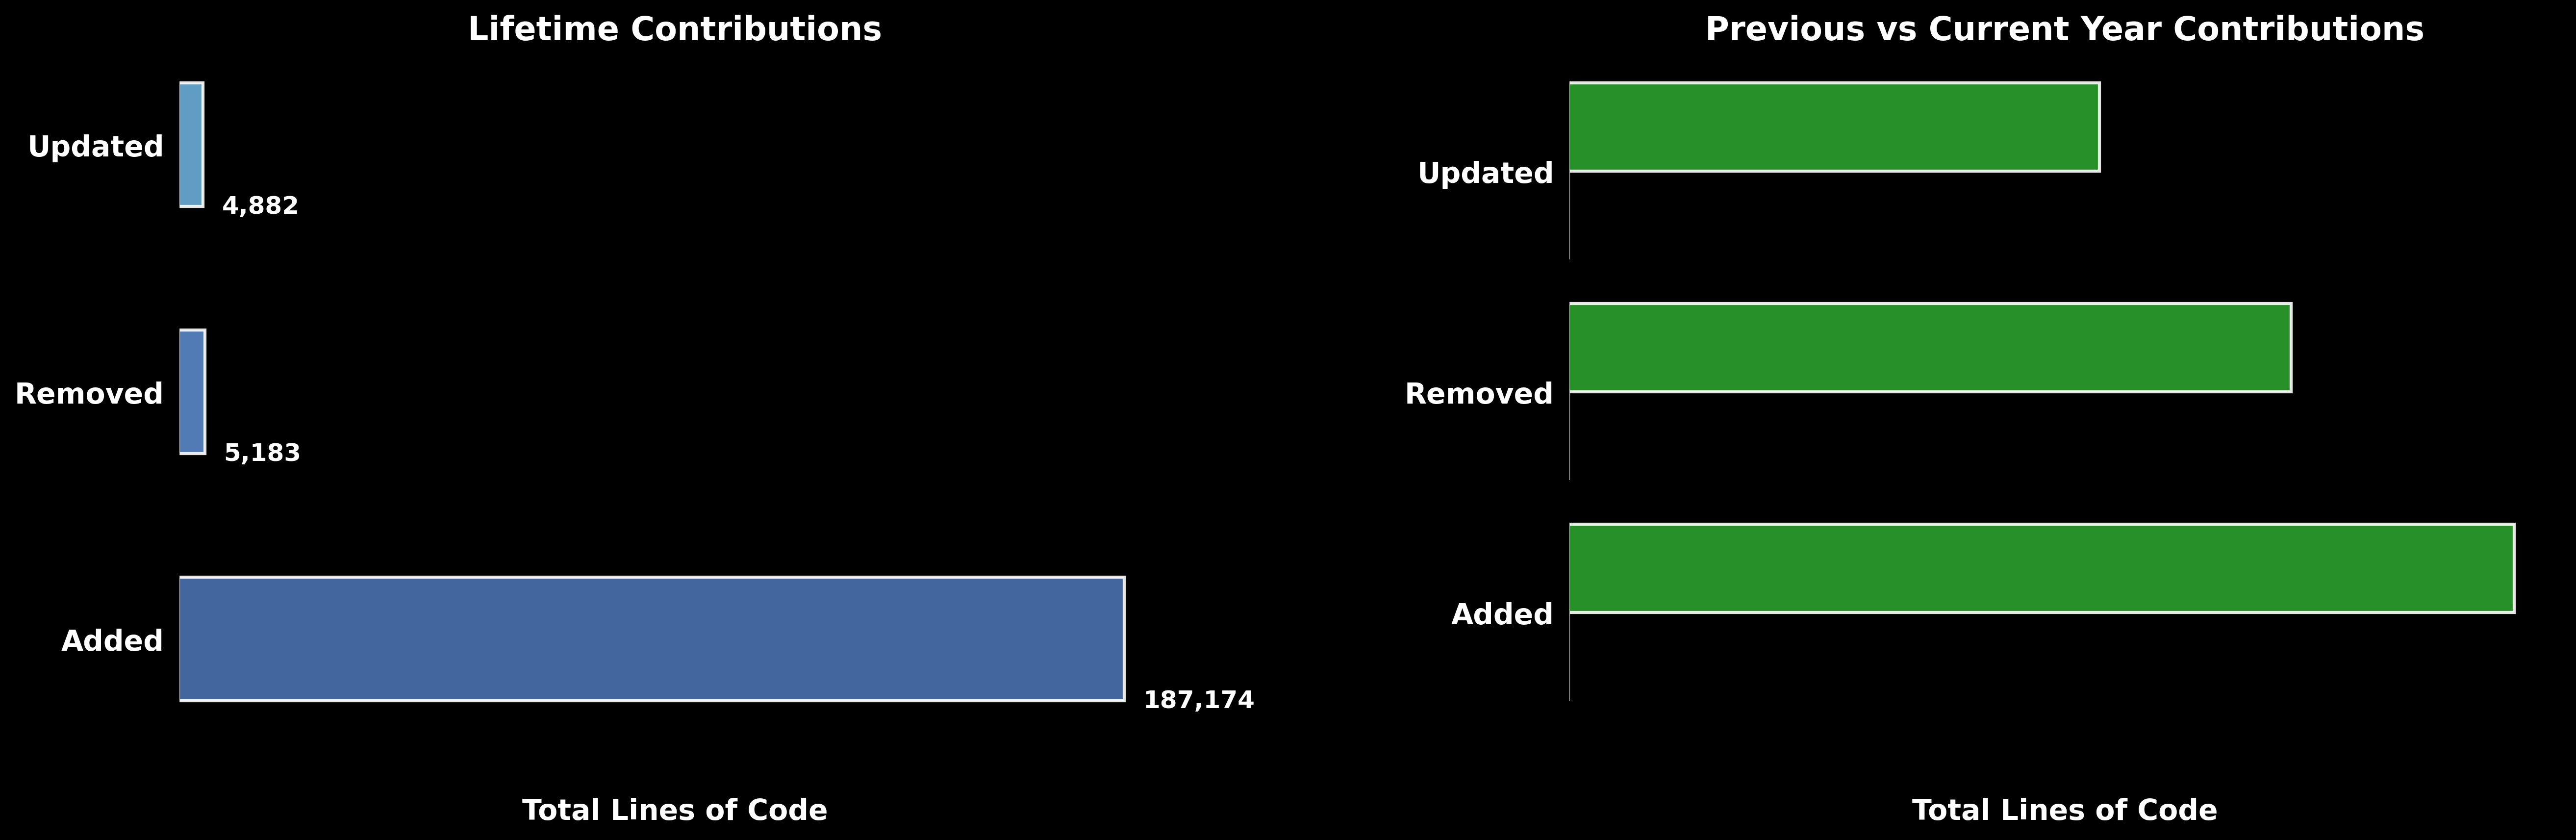 Lifetime Contributions
Updated
4,882
Removed
5,183
Added
187,174
Total Lines of Code
Previous vs Current Year Contributions
Updated
Removed
Added
Total Lines of Code